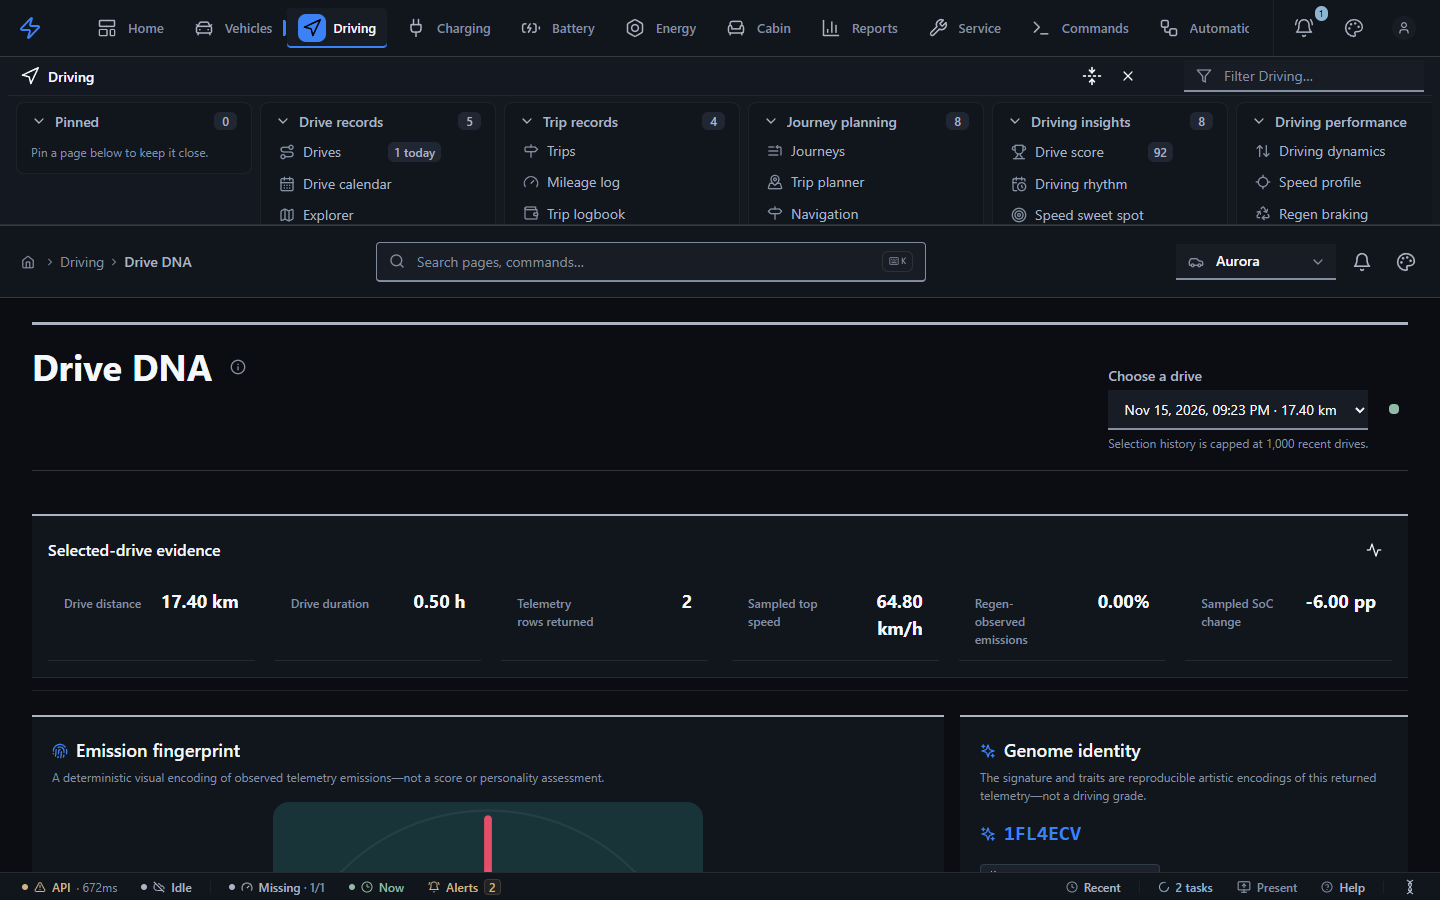 Home
Vehicles
Driving
Charging
Battery
Energy
Cabin
Reports
Service
Commands
Automatic
1
Driving
Filter Driving...
Pinned 0
Pin a page below to keep it close.
Drive records 5
Drives 1 today
Drive calendar
Explorer
Trip records 4
Trips
Mileage log
Trip logbook
Journey planning 8
Journeys
Trip planner
Navigation
Driving insights 8
Drive score 92
Driving rhythm
Speed sweet spot
Driving performance
Driving dynamics
Speed profile
Regen braking
Driving
Drive DNA
Search pages, commands...
K
Aurora
Drive DNA
Choose a drive
Nov 15, 2026, 09:23 PM · 17.40 km
Selection history is capped at 1,000 recent drives.
Selected-drive evidence
Drive distance 17.40 km
Drive duration 0.50 h
Telemetry
rows returned
2
Sampled top
speed
64.80
km/h
Regen-
observed
emissions
0.00%
Sampled SoC
change
-6.00 pp
Emission fingerprint
A deterministic visual encoding of observed telemetry emissions—not a score or personality assessment.
Genome identity
The signature and traits are reproducible artistic encodings of this returned
telemetry—not a driving grade.
1FL4ECV
API · 672ms
Idle
Missing · 1/1
Now
Alerts 2
Recent
2 tasks
Present
Help